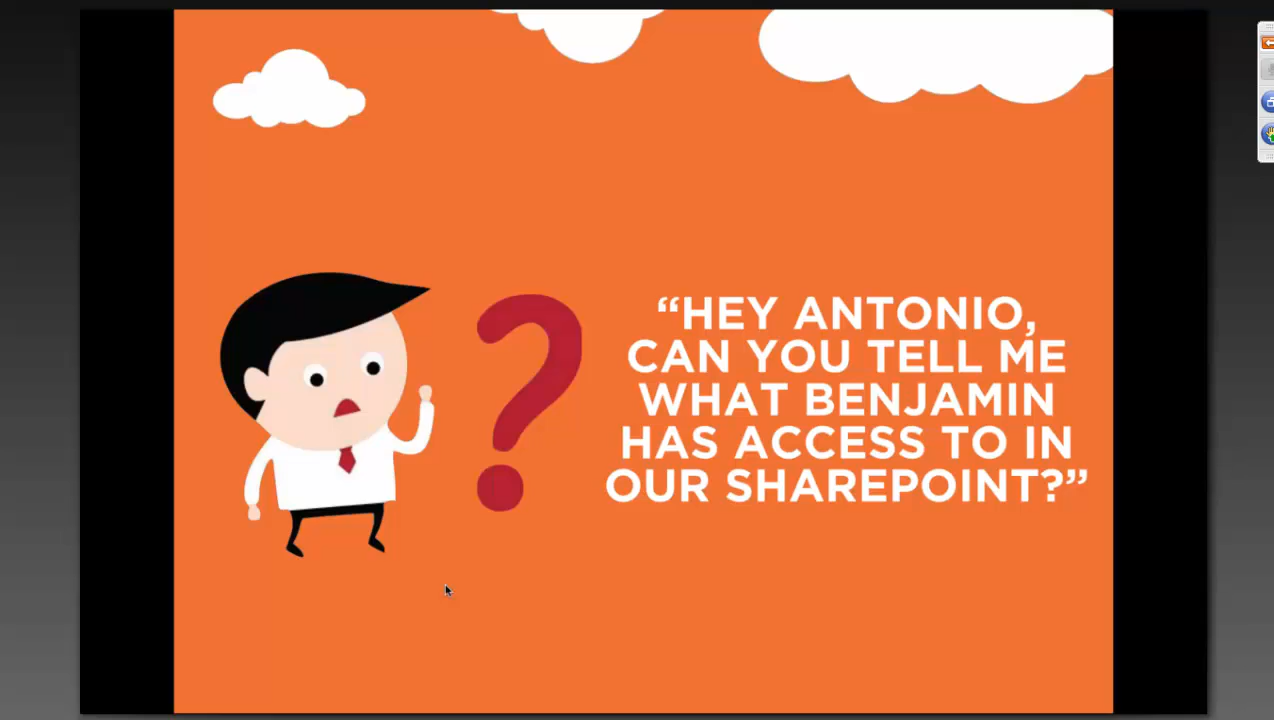 “HEY ANTONIO,
CAN YOU TELL ME
WHAT BENJAMIN
HAS ACCESS TO IN
OUR SHAREPOINT?”